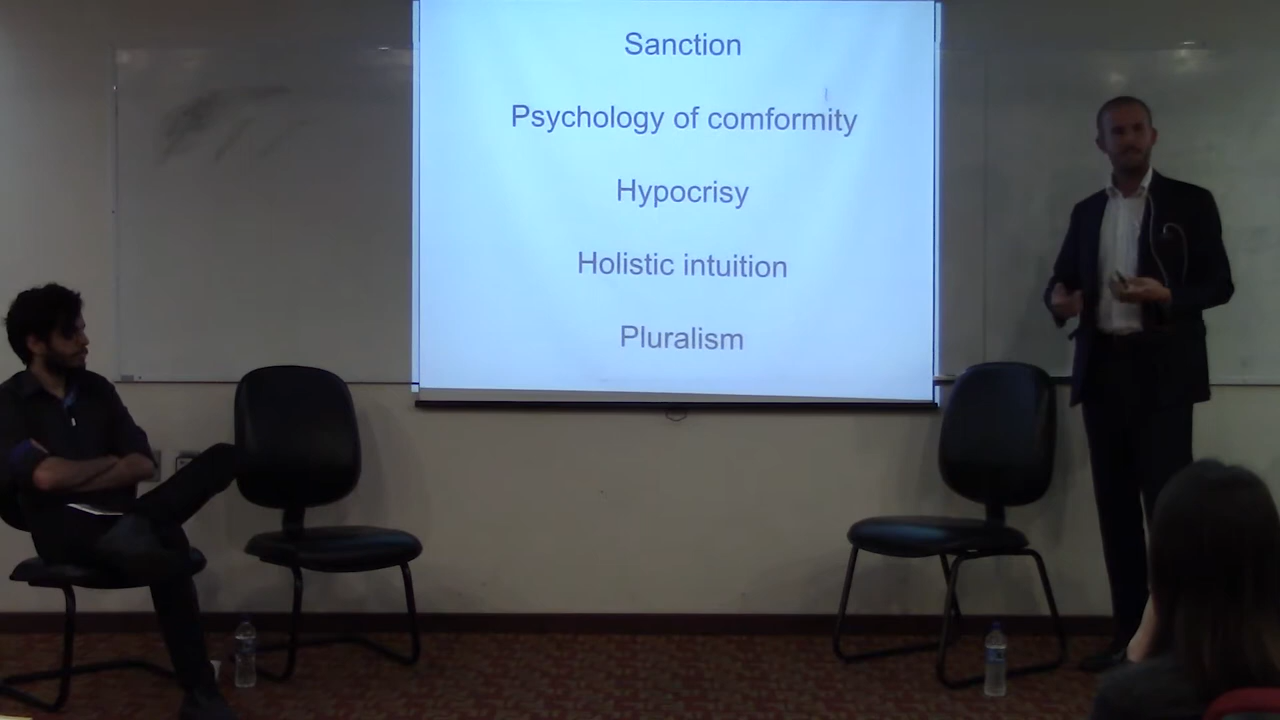 Sanction
Psychology of comformity
Hypocrisy
Holistic intuition
Pluralism